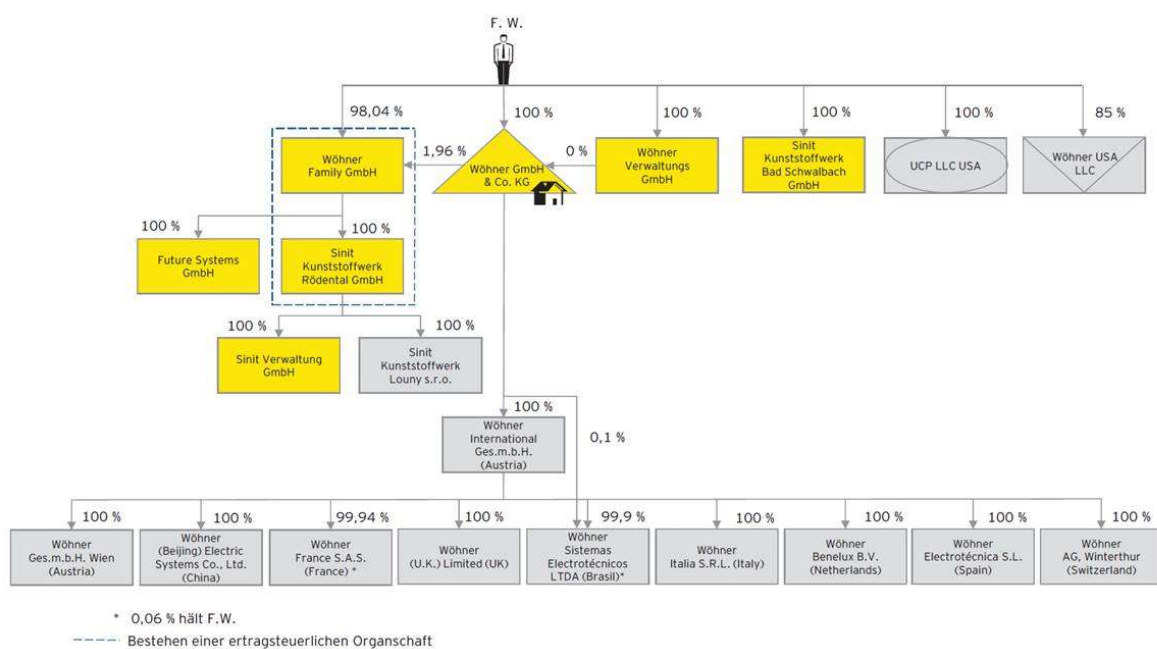 F. W.
98,04 %
100 %
100 %
100 %
100 %
85 %
Wöhner
Family GmbH
1,96 %
Wöhner GmbH
& Co. KG
0 %
Wöhner
Verwaltungs
GmbH
Sinit
Kunststoffwerk
Bad Schwalbach
GmbH
UCP LLC USA
Wöhner USA
LLC
100 %
100 %
Future Systems
GmbH
Sinit
Kunststoffwerk
Rödental GmbH
100 %
100 %
Sinit Verwaltung
GmbH
Sinit
Kunststoffwerk
Louny s.r.o.
100 %
0,1 %
Wöhner
International
Ges.m.b.H.
(Austria)
100 %
100 %
99,94 %
100 %
99,9 %
100 %
100 %
100 %
100 %
Wöhner
Ges.m.b.H. Wien
(Austria)
Wöhner
(Beijing) Electric
Systems Co., Ltd.
(China)
Wöhner
France S.A.S.
(France) *
Wöhner
(U.K.) Limited (UK)
Wöhner
Sistemas
Electrotécnicos
LTDA (Brasil)*
Wöhner
Italia S.R.L. (Italy)
Wöhner
Benelux B.V.
(Netherlands)
Wöhner
Electrotécnica S.L.
(Spain)
Wöhner
AG, Winterthur
(Switzerland)
* 0,06 % hält F.W.
Bestehen einer ertragsteuerlichen Organschaft